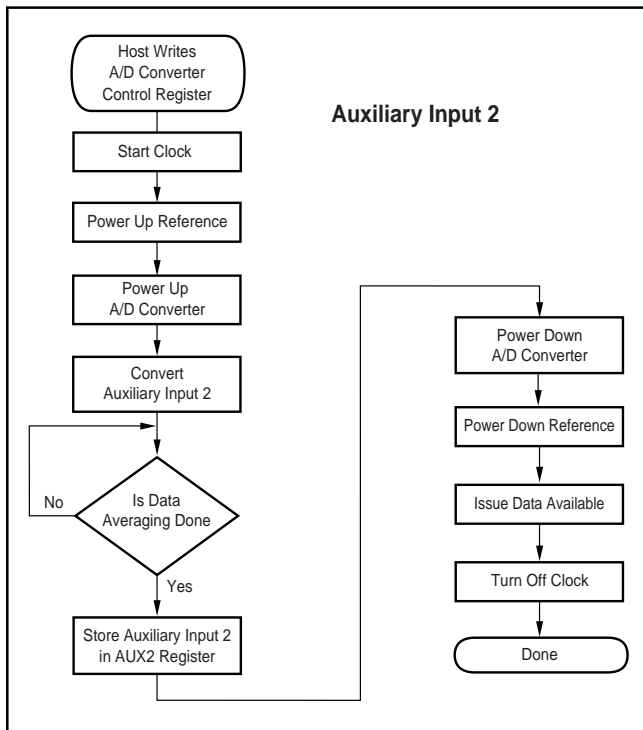 Host Writes
A/D Converter
Control Register
Auxiliary Input 2
Start Clock
Power Up Reference
Power Up
A/D Converter
Convert
Auxiliary Input 2
No
Is Data
Averaging Done
Yes
Store Auxiliary Input 2
in AUX2 Register
Power Down
A/D Converter
Power Down Reference
Issue Data Available
Turn Off Clock
Done